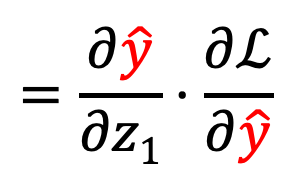 = ∂ŷ/∂z₁ · ∂ℒ/∂ŷ